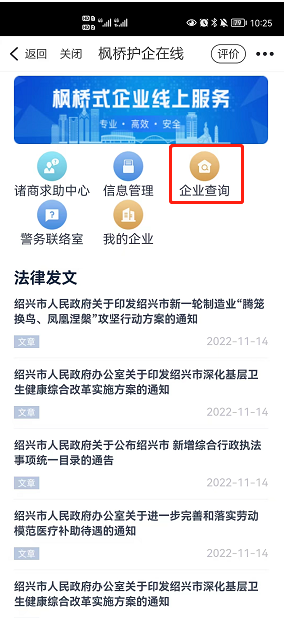 10:25
返回 关闭 枫桥护企在线 评价
枫桥式企业线上服务
专业·高效·安全
诸商求助中心 信息管理 企业查询
警务联络室 我的企业
法律发文
绍兴市人民政府关于印发绍兴市新一轮制造业“腾笼
换鸟、凤凰涅槃”攻坚行动方案的通知
文章 2022-11-14
绍兴市人民政府办公室关于印发绍兴市深化基层卫
生健康综合改革实施方案的通知
文章 2022-11-14
绍兴市人民政府关于公布绍兴市 新增综合行政执法
事项统一目录的通告
文章 2022-11-14
绍兴市人民政府办公室关于进一步完善和落实劳动
模范医疗补助待遇的通知
文章 2022-11-14
绍兴市人民政府办公室关于印发绍兴市深化基层卫
生健康综合改革实施方案的通知